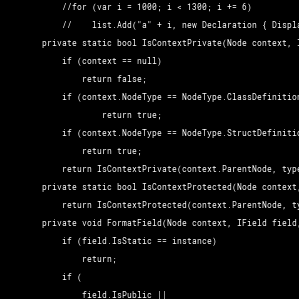 //for (var i = 1000; i < 1300; i += 6)
//    list.Add("a" + i, new Declaration { Displa
private static bool IsContextPrivate(Node context, I
if (context == null)
return false;
if (context.NodeType == NodeType.ClassDefinition
return true;
if (context.NodeType == NodeType.StructDefinitio
return true;
return IsContextPrivate(context.ParentNode, type
private static bool IsContextProtected(Node context,
return IsContextProtected(context.ParentNode, ty
private void FormatField(Node context, IField field,
if (field.IsStatic == instance)
return;
if (
field.IsPublic ||